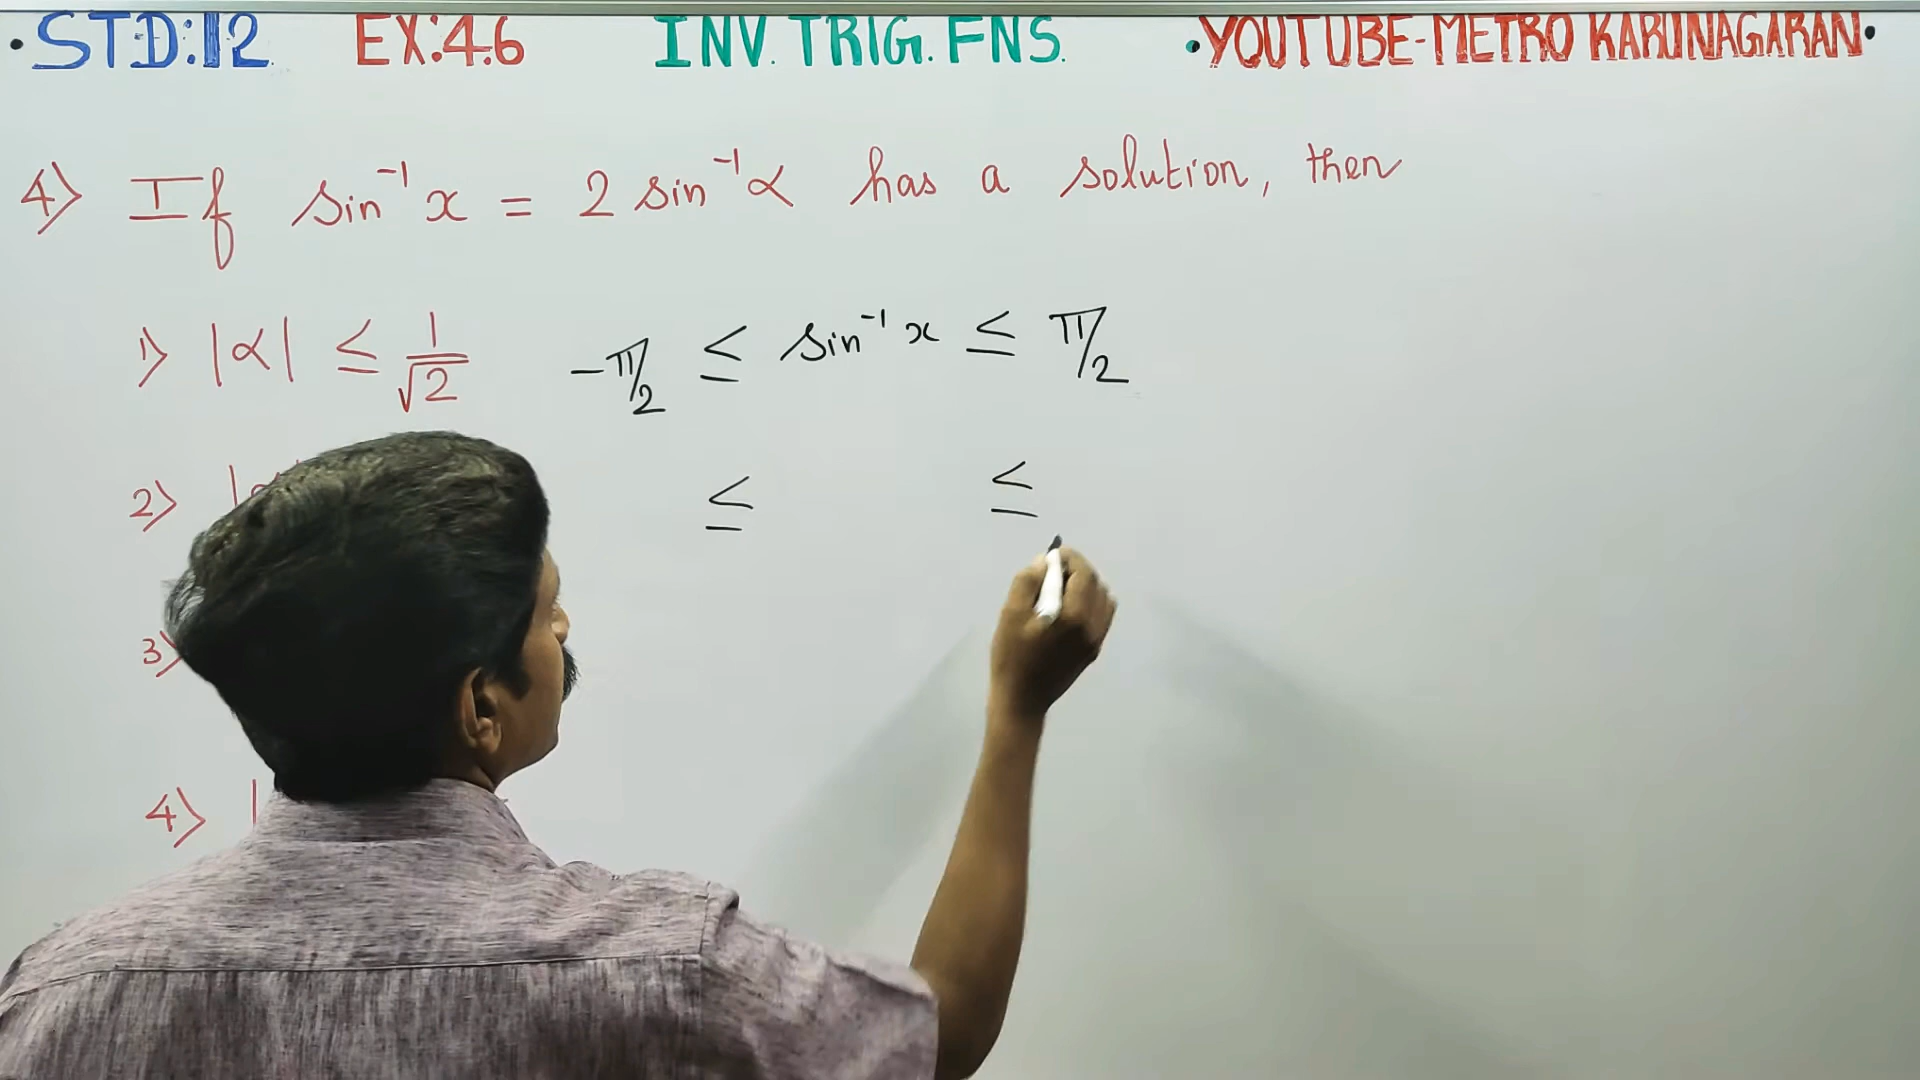 • STD:12 EX:4.6 INV. TRIG. FNS. • YOUTUBE-METRO KARUNAGARAN •
4) If sin⁻¹x = 2 sin⁻¹α has a solution, then
1) |α| ≤ 1/√2
-π/2 ≤ sin⁻¹x ≤ π/2
2)
≤ ≤
3)
4) |